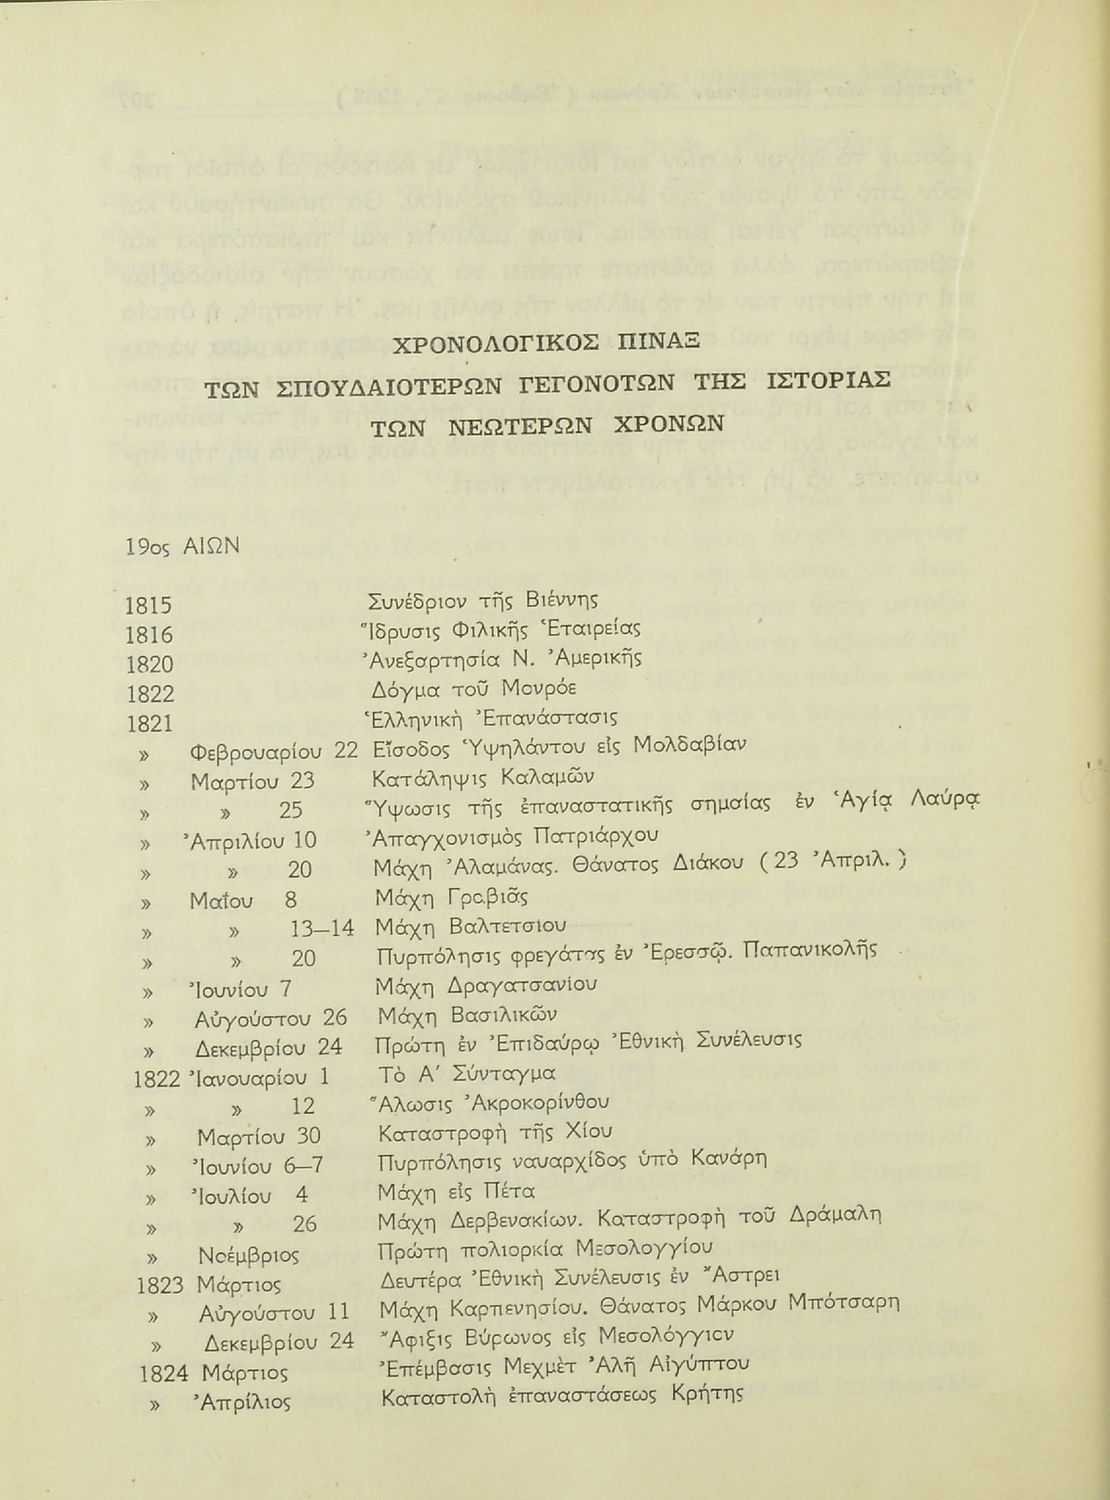 ΧΡΟΝΟΛΟΓΙΚΟΣ ΠΙΝΑΞ
ΤΩΝ ΣΠΟΥΔΑΙΟΤΕΡΩΝ ΓΕΓΟΝΟΤΩΝ ΤΗΣ ΙΣΤΟΡΙΑΣ
ΤΩΝ ΝΕΩΤΕΡΩΝ ΧΡΟΝΩΝ
19ος ΑΙΩΝ
1815 Συνέδριον τῆς Βιέννης
1816 Ἵδρυσις Φιλικῆς Ἑταιρείας
1820 Ἀνεξαρτησία Ν. Ἀμερικῆς
1822 Δόγμα τοῦ Μονρόε
1821 Ἑλληνικὴ Ἐπανάστασις
» Φεβρουαρίου 22 Εἴσοδος Ὑψηλάντου εἰς Μολδαβίαν
» Μαρτίου 23 Κατάληψις Καλαμῶν
» » 25 Ὕψωσις τῆς ἐπαναστατικῆς σημαίας ἐν Ἁγίᾳ Λαύρᾳ
» Ἀπριλίου 10 Ἀπαγχονισμὸς Πατριάρχου
» » 20 Μάχη Ἀλαμάνας. Θάνατος Διάκου (23 Ἀπριλ.)
» Μαΐου 8 Μάχη Γραβιᾶς
» » 13—14 Μάχη Βαλτετσίου
» » 20 Πυρπόλησις φρεγάτας ἐν Ἐρεσσῷ. Παπανικολῆς
» Ἰουνίου 7 Μάχη Δραγατσανίου
» Αὐγούστου 26 Μάχη Βασιλικῶν
» Δεκεμβρίου 24 Πρώτη ἐν Ἐπιδαύρῳ Ἐθνικὴ Συνέλευσις
1822 Ἰανουαρίου 1 Τὸ Α' Σύνταγμα
» » 12 Ἅλωσις Ἀκροκορίνθου
» Μαρτίου 30 Καταστροφὴ τῆς Χίου
» Ἰουνίου 6—7 Πυρπόλησις ναυαρχίδος ὑπὸ Κανάρη
» Ἰουλίου 4 Μάχη εἰς Πέτα
» » 26 Μάχη Δερβενακίων. Καταστροφὴ τοῦ Δράμαλη
» Νοέμβριος Πρώτη πολιορκία Μεσολογγίου
1823 Μάρτιος Δευτέρα Ἐθνικὴ Συνέλευσις ἐν Ἄστρει
» Αὐγούστου 11 Μάχη Καρπενησίου. Θάνατος Μάρκου Μπότσαρη
» Δεκεμβρίου 24 Ἄφιξις Βύρωνος εἰς Μεσολόγγιον
1824 Μάρτιος Ἐπέμβασις Μεχμὲτ Ἀλῆ Αἰγύπτου
» Ἀπρίλιος Καταστολὴ ἐπαναστάσεως Κρήτης